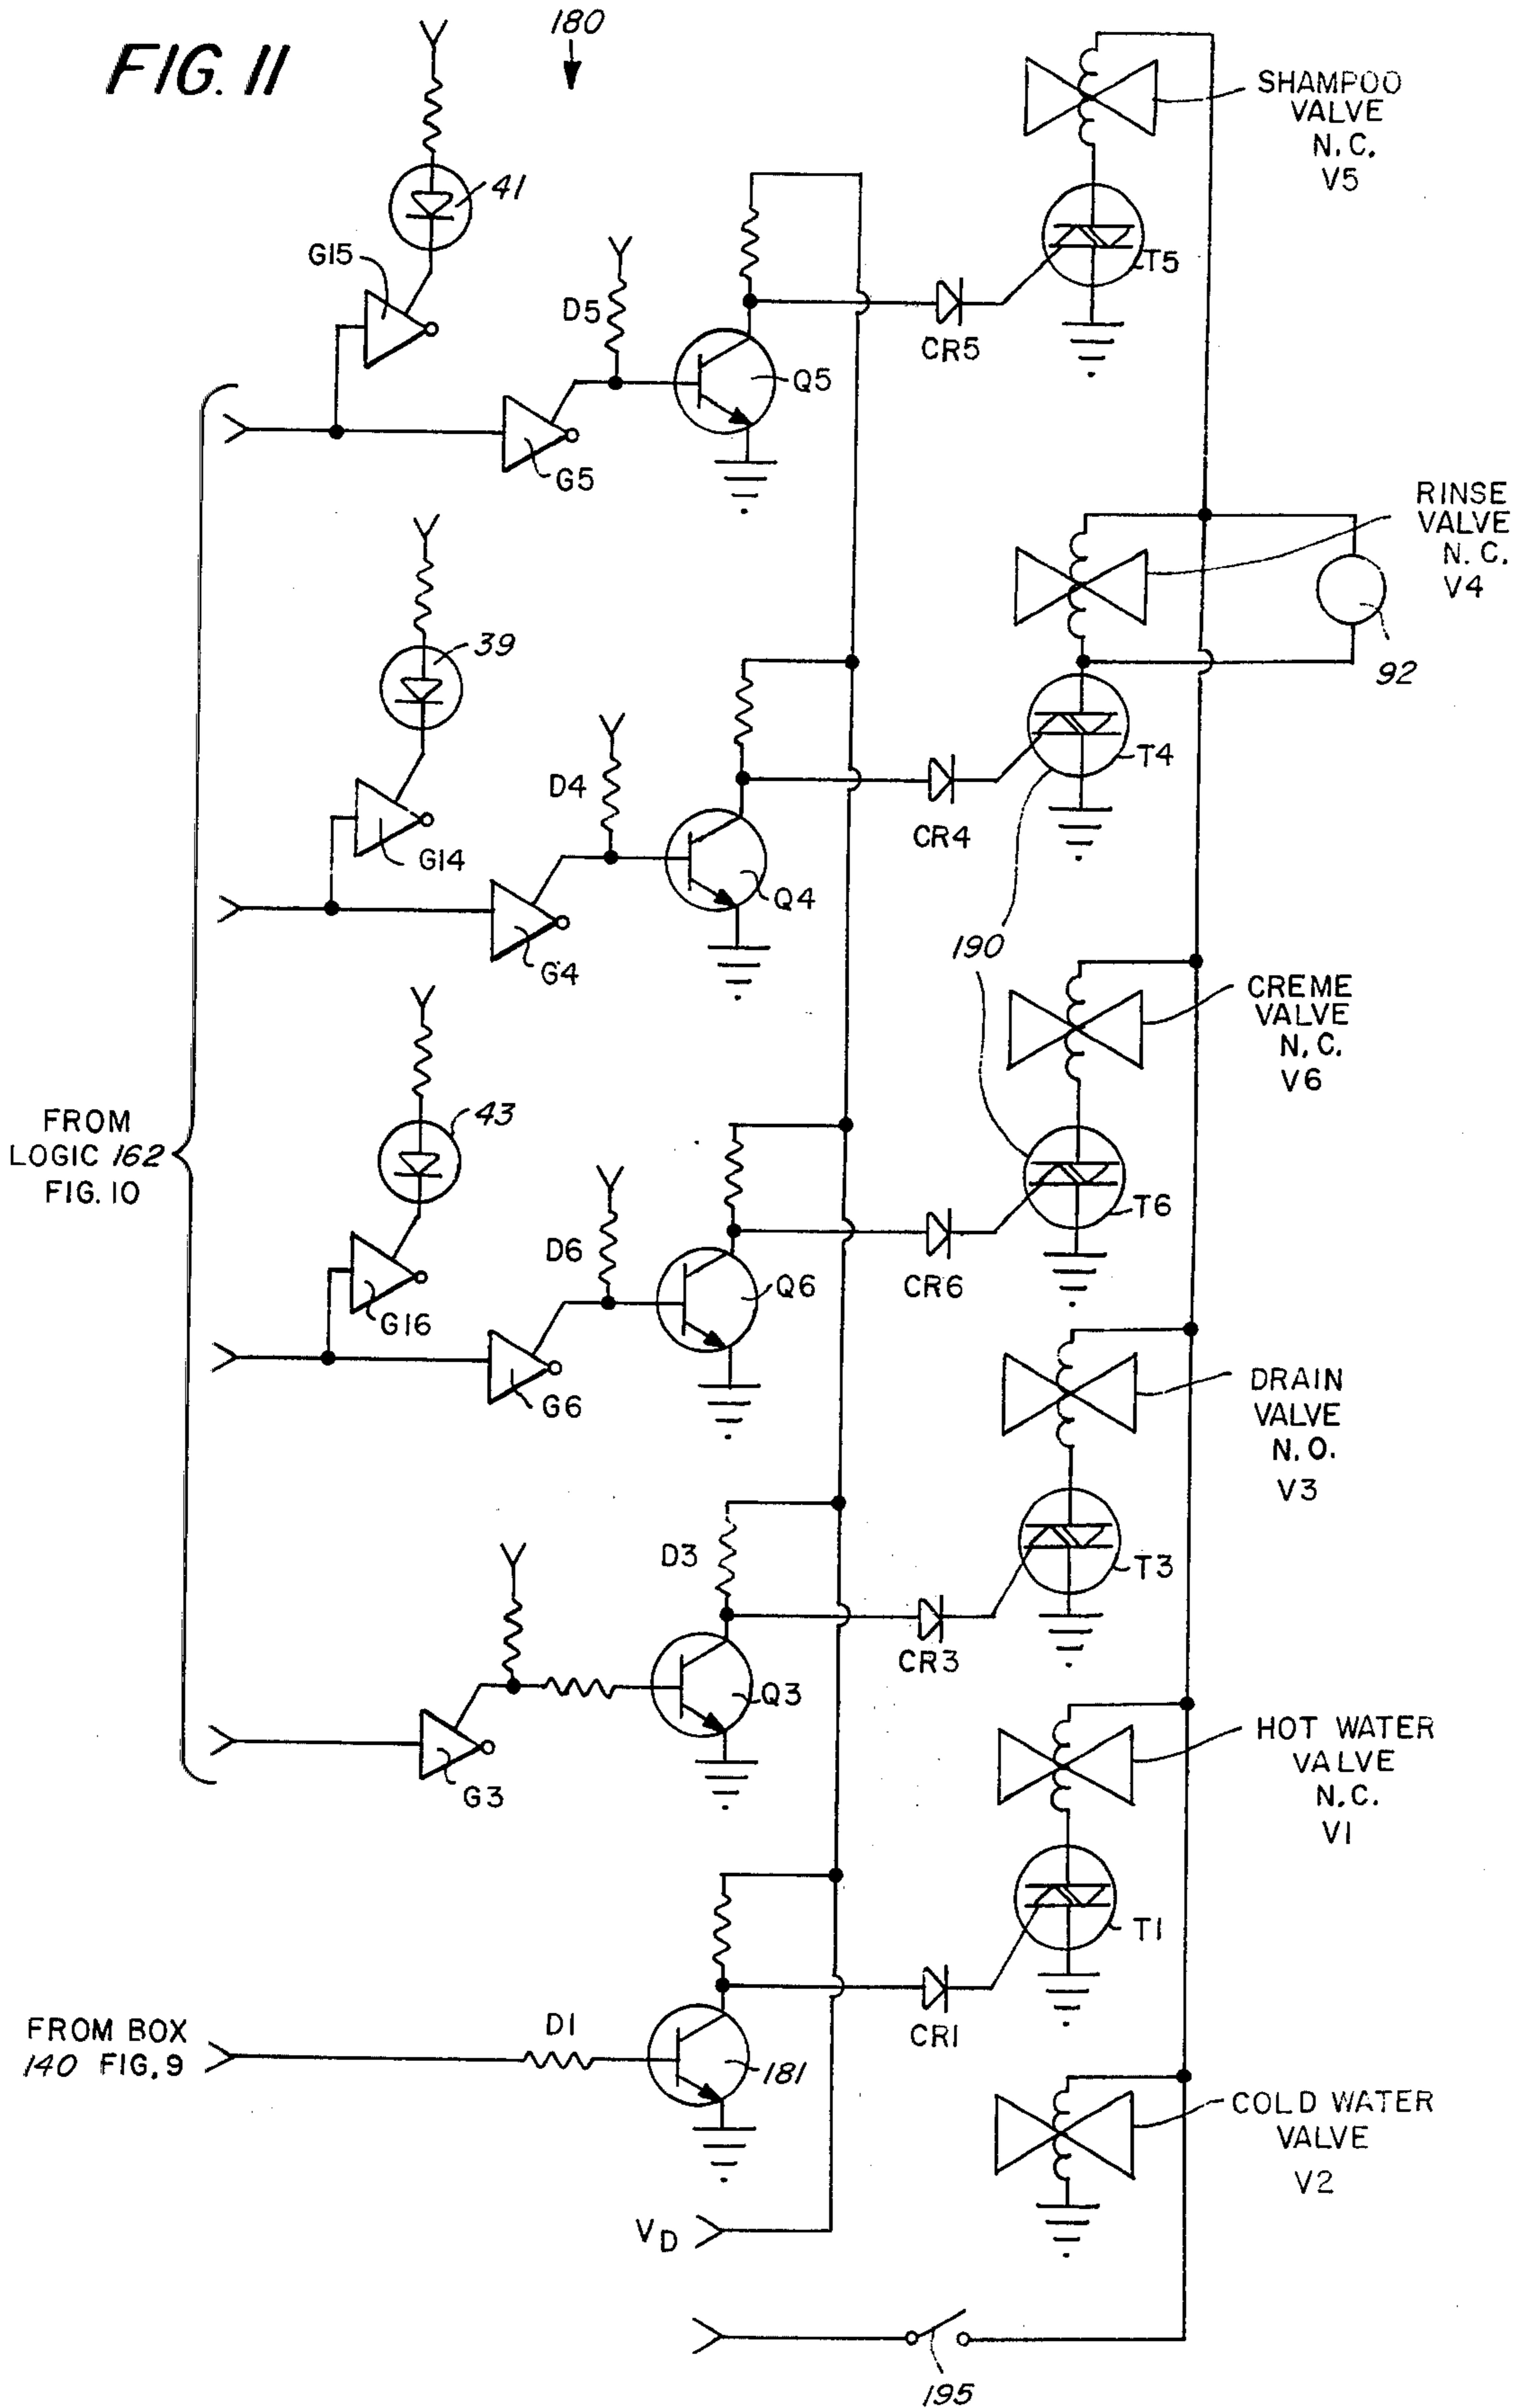 FIG. 11
180
SHAMPOO
VALVE
N.C.
V5
41
G15
T5
D5
CR5
Q5
G5
RINSE
VALVE
N.C.
V4
39
92
T4
D4
CR4
G14
Q4
190
G4
CREME
VALVE
N.C.
V6
FROM
LOGIC 162
FIG. 10
43
T6
D6
CR6
Q6
G16
G6
DRAIN
VALVE
N.O.
V3
D3
T3
CR3
Q3
G3
HOT WATER
VALVE
N.C.
V1
T1
FROM BOX
140 FIG. 9
D1
CR1
181
COLD WATER
VALVE
V2
VD
195